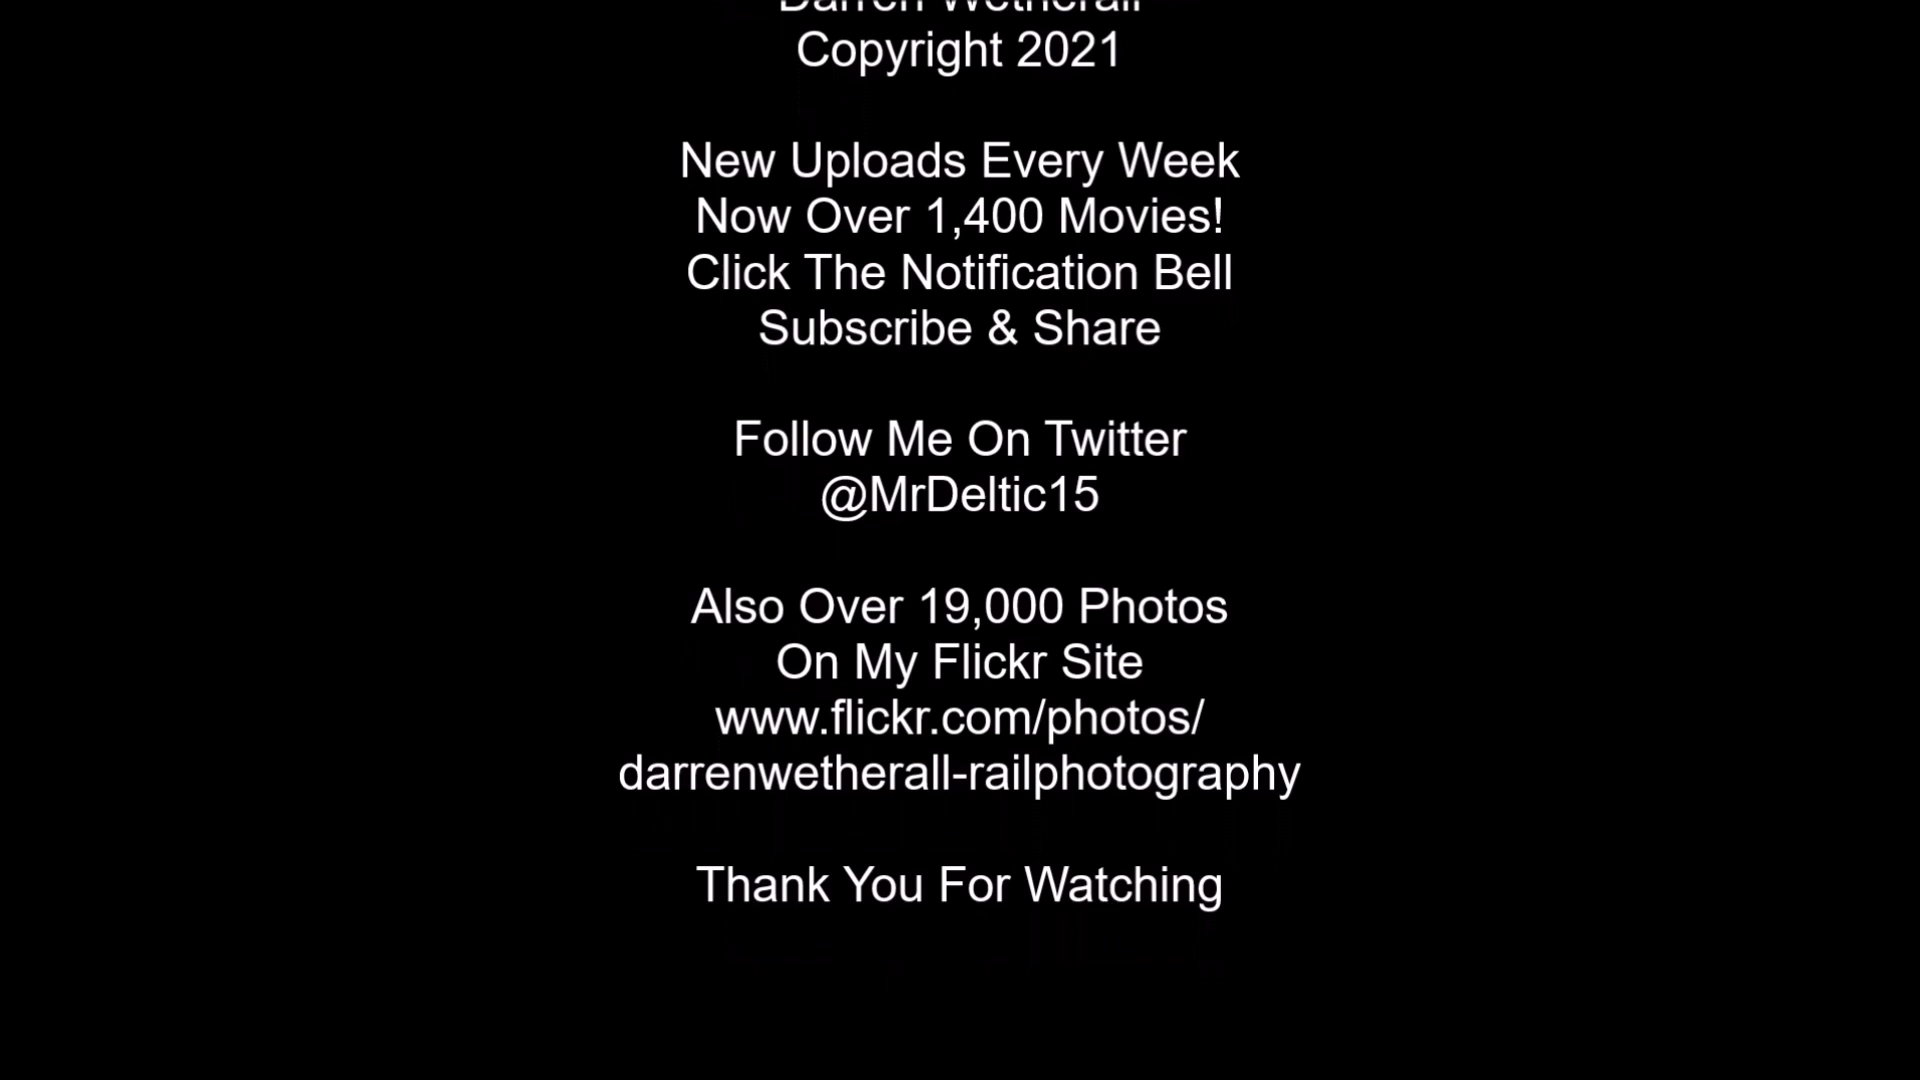 Darren Wetherall
Copyright 2021
New Uploads Every Week
Now Over 1,400 Movies!
Click The Notification Bell
Subscribe & Share
Follow Me On Twitter
@MrDeltic15
Also Over 19,000 Photos
On My Flickr Site
www.flickr.com/photos/
darrenwetherall-railphotography
Thank You For Watching